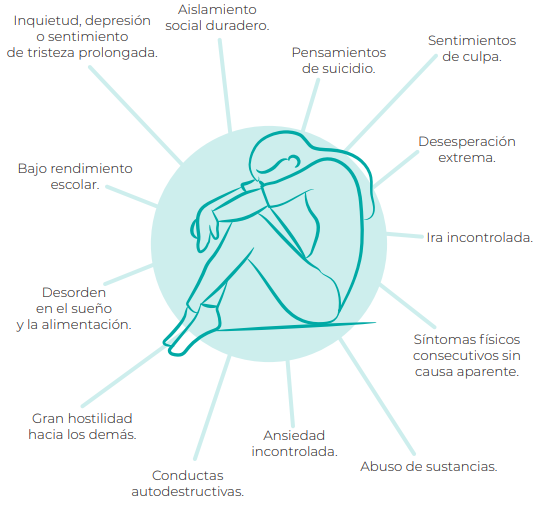 Inquietud, depresión
o sentimiento
de tristeza prolongada.
Aislamiento
social duradero.
Pensamientos
de suicidio.
Sentimientos
de culpa.
Desesperación
extrema.
Ira incontrolada.
Síntomas físicos
consecutivos sin
causa aparente.
Abuso de sustancias.
Ansiedad
incontrolada.
Conductas
autodestructivas.
Gran hostilidad
hacia los demás.
Desorden
en el sueño
y la alimentación.
Bajo rendimiento
escolar.